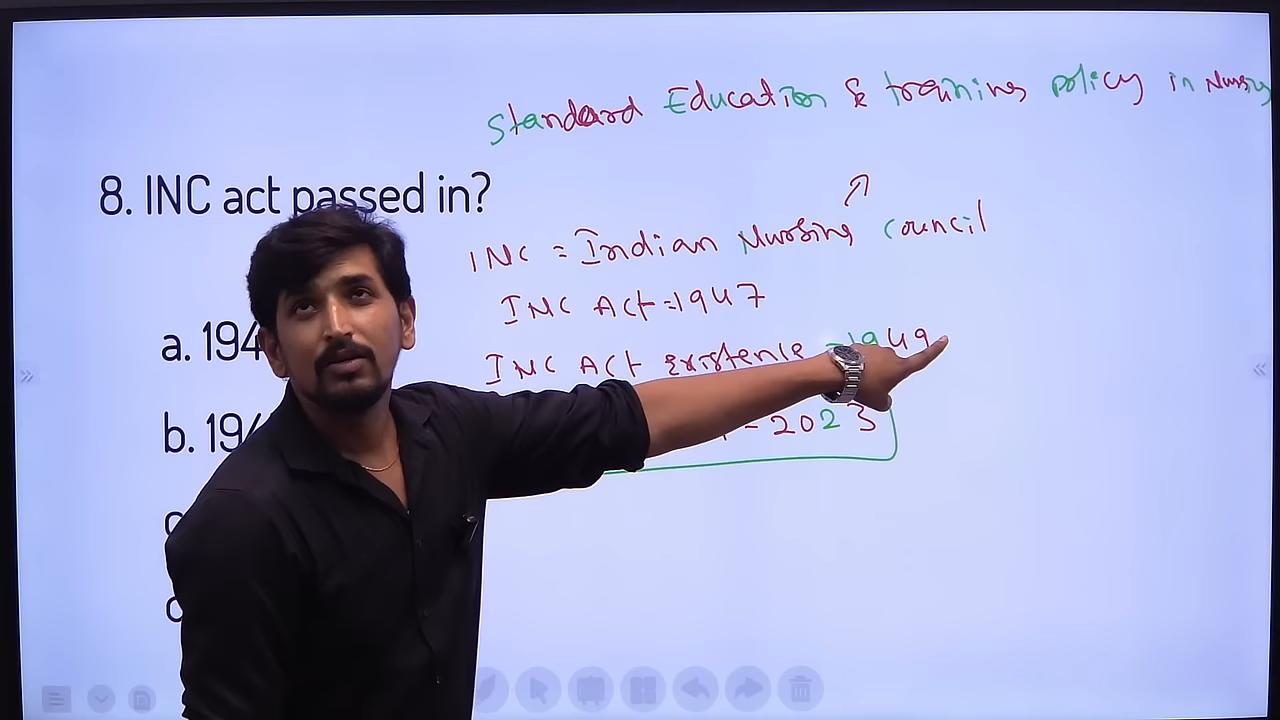 standard Education & training policy in Nursing
8. INC act passed in?
INC = Indian Nursing council
INC Act = 1947
a. 194
INC Act Existence = 1949
b. 19
- 2023